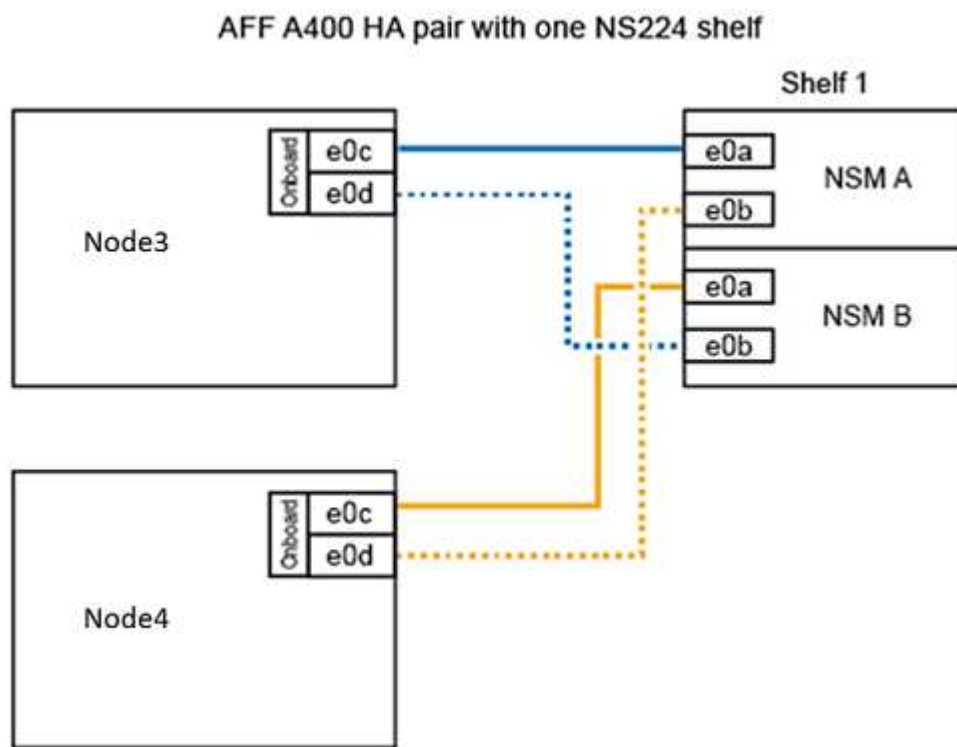 AFF A400 HA pair with one NS224 shelf
Shelf 1
Onboard
e0c
e0d
Node3
e0a
e0b
NSM A
e0a
e0b
NSM B
Onboard
e0c
e0d
Node4